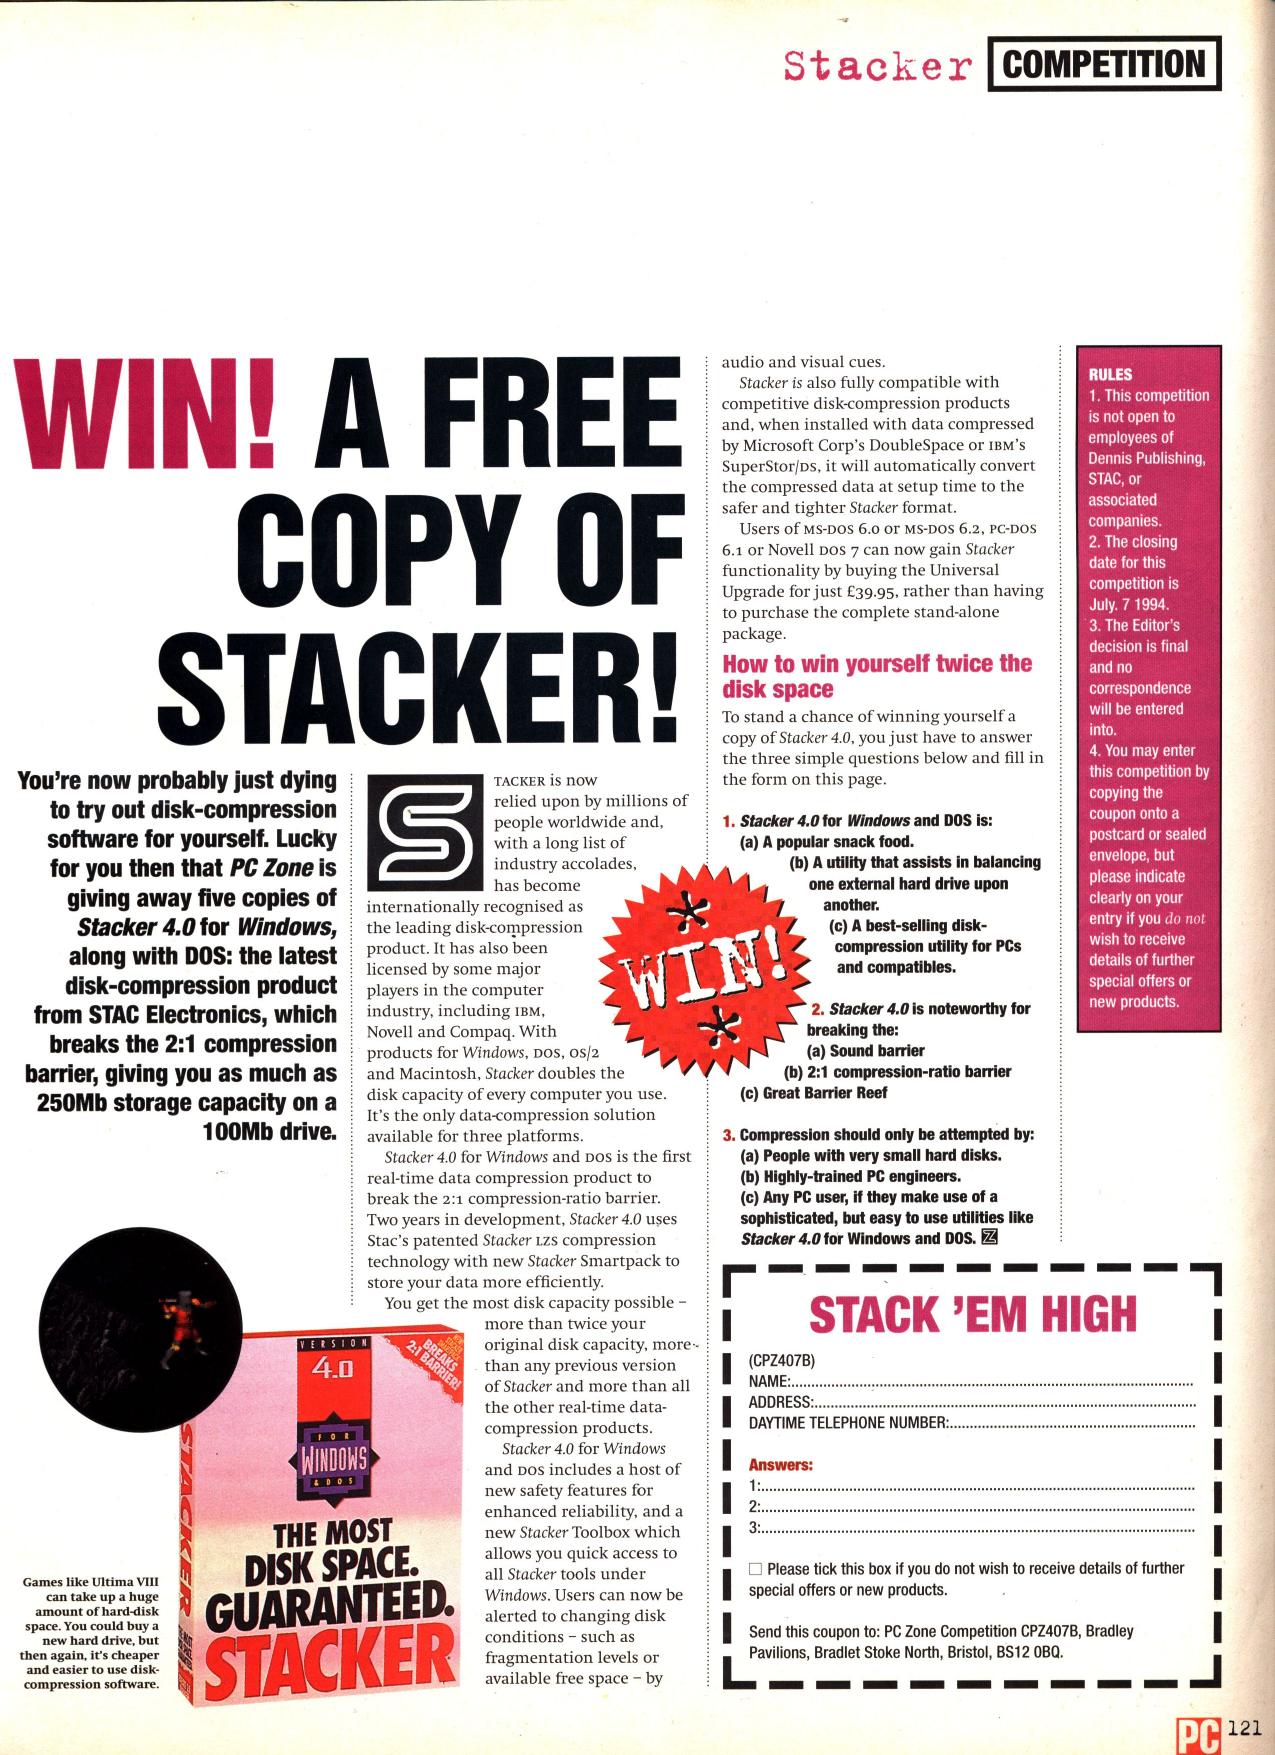 Stacker COMPETITION
WIN! A FREE
COPY OF
STACKER!
You're now probably just dying
to try out disk-compression
software for yourself. Lucky
for you then that PC Zone is
giving away five copies of
Stacker 4.0 for Windows,
along with DOS: the latest
disk-compression product
from STAC Electronics, which
breaks the 2:1 compression
barrier, giving you as much as
250Mb storage capacity on a
100Mb drive.
STACKER is now
relied upon by millions of
people worldwide and,
with a long list of
industry accolades,
has become
internationally recognised as
the leading disk-compression
product. It has also been
licensed by some major
players in the computer
industry, including IBM,
Novell and Compaq. With
products for Windows, DOS, OS/2
and Macintosh, Stacker doubles the
disk capacity of every computer you use.
It's the only data-compression solution
available for three platforms.
Stacker 4.0 for Windows and DOS is the first
real-time data compression product to
break the 2:1 compression-ratio barrier.
Two years in development, Stacker 4.0 uses
Stac's patented Stacker LZS compression
technology with new Stacker Smartpack to
store your data more efficiently.
You get the most disk capacity possible –
more than twice your
original disk capacity, more
than any previous version
of Stacker and more than all
the other real-time data-
compression products.
Stacker 4.0 for Windows
and DOS includes a host of
new safety features for
enhanced reliability, and a
new Stacker Toolbox which
allows you quick access to
all Stacker tools under
Windows. Users can now be
alerted to changing disk
conditions – such as
fragmentation levels or
available free space – by
audio and visual cues.
Stacker is also fully compatible with
competitive disk-compression products
and, when installed with data compressed
by Microsoft Corp's DoubleSpace or IBM's
SuperStor/DS, it will automatically convert
the compressed data at setup time to the
safer and tighter Stacker format.
Users of MS-DOS 6.0 or MS-DOS 6.2, PC-DOS
6.1 or Novell DOS 7 can now gain Stacker
functionality by buying the Universal
Upgrade for just £39.95, rather than having
to purchase the complete stand-alone
package.
How to win yourself twice the
disk space
To stand a chance of winning yourself a
copy of Stacker 4.0, you just have to answer
the three simple questions below and fill in
the form on this page.
1. Stacker 4.0 for Windows and DOS is:
(a) A popular snack food.
(b) A utility that assists in balancing
one external hard drive upon
another.
(c) A best-selling disk-
compression utility for PCs
and compatibles.
2. Stacker 4.0 is noteworthy for
breaking the:
(a) Sound barrier
(b) 2:1 compression-ratio barrier
(c) Great Barrier Reef
3. Compression should only be attempted by:
(a) People with very small hard disks.
(b) Highly-trained PC engineers.
(c) Any PC user, if they make use of a
sophisticated, but easy to use utilities like
Stacker 4.0 for Windows and DOS. Z
WIN!
RULES
1. This competition
is not open to
employees of
Dennis Publishing,
STAC, or
associated
companies.
2. The closing
date for this
competition is
July. 7 1994.
3. The Editor's
decision is final
and no
correspondence
will be entered
into.
4. You may enter
this competition by
copying the
coupon onto a
postcard or sealed
envelope, but
please indicate
clearly on your
entry if you do not
wish to receive
details of further
special offers or
new products.
STACK 'EM HIGH
(CPZ407B)
NAME:
ADDRESS:
DAYTIME TELEPHONE NUMBER:
Answers:
1:
2:
3:
Please tick this box if you do not wish to receive details of further
special offers or new products.
Send this coupon to: PC Zone Competition CPZ407B, Bradley
Pavilions, Bradlet Stoke North, Bristol, BS12 0BQ.
VERSION
4.0
BREAKS
2:1 BARRIER!
FOR
WINDOWS
& DOS
THE MOST
DISK SPACE.
GUARANTEED.
STACKER
STACKER
Games like Ultima VIII
can take up a huge
amount of hard-disk
space. You could buy a
new hard drive, but
then again, it's cheaper
and easier to use disk-
compression software.
PC 121